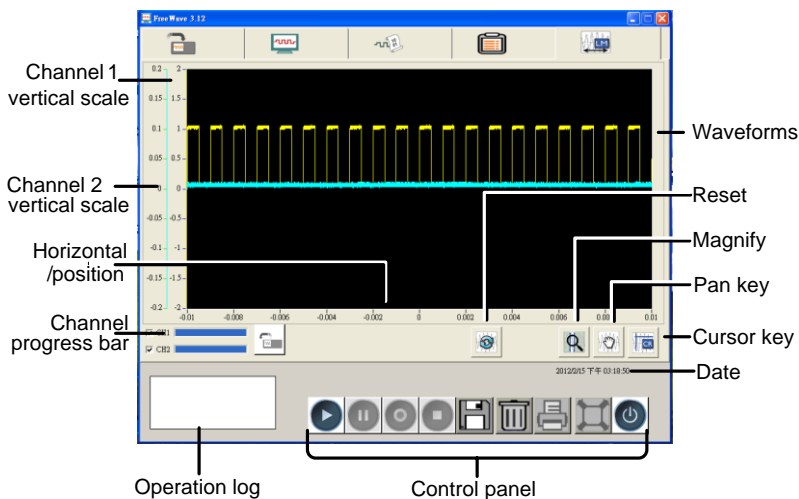 FreeWave 3.12
LM
Channel 1
vertical scale
Channel 2
vertical scale
Horizontal
/position
Channel
progress bar
0.2 2
0.15 1.5
0.1 1
0.05 0.5
0 0
-0.05 -0.5
-0.1 -1
-0.15 -1.5
-0.2 -2
-0.01 -0.008 -0.006 -0.004 -0.002 0 0.002 0.004 0.006 0.01
Waveforms
Reset
Magnify
Pan key
Cursor key
Date
CH1
CH2
2012/2/15 下午 03:18:50
Operation log
Control panel